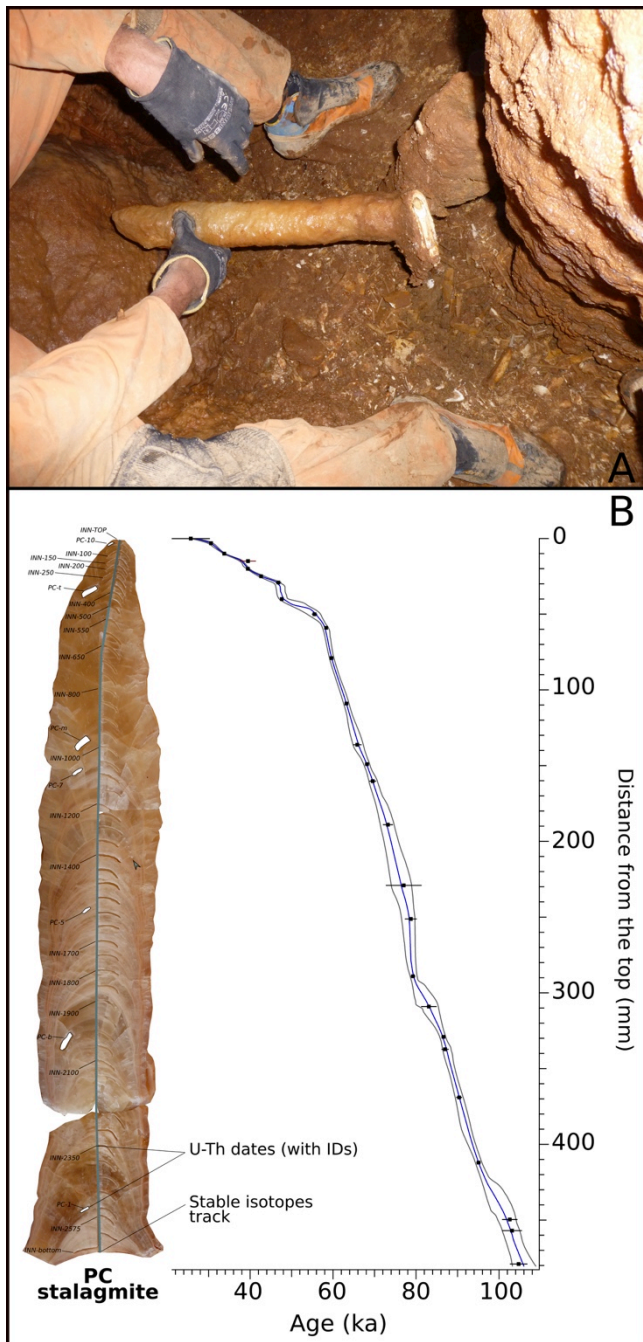 A
B
INN-TOP
PC-10
INN-100
INN-150
INN-200
INN-250
PC-t
INN-400
INN-500
INN-550
INN-650
INN-800
PC-m
INN-1000
PC-7
INN-1200
INN-1400
PC-5
INN-1700
INN-1800
INN-1900
PC-b
INN-2100
INN-2350
PC-1
INN-2575
INN-bottom
U-Th dates (with IDs)
Stable isotopes
track
PC
stalagmite
0
100
200
300
400
Distance from the top (mm)
40
60
80
100
Age (ka)